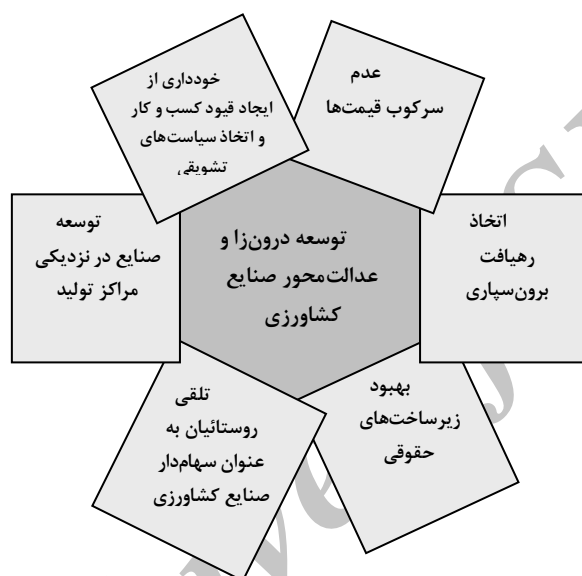 عدم
سرکوب قیمت‌ها
خودداری از
ایجاد قیود کسب و کار
و اتخاذ سیاست‌های
تشویقی
اتخاذ
رهیافت
برون‌سپاری
توسعه
صنایع در نزدیکی
مراکز تولید
توسعه درون‌زا و
عدالت‌محور صنایع
کشاورزی
بهبود
زیرساخت‌های
حقوقی
تلقی
روستائیان به
عنوان سهام‌دار
صنایع کشاورزی